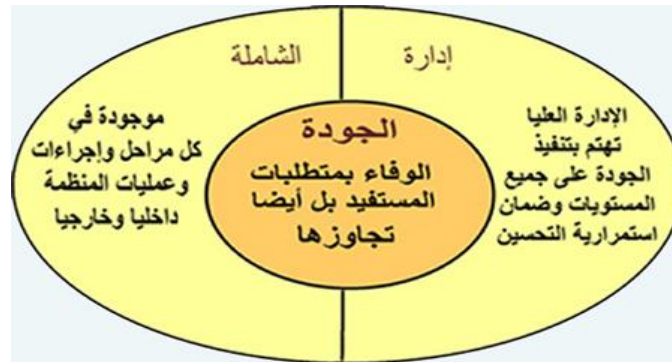 إدارة
الإدارة العليا
تهتم بتنفيذ
الجودة على جميع
المستويات وضمان
استمرارية التحسين
الجودة
الوفاء بمتطلبات
المستفيد بل أيضا
تجاوزها
الشاملة
موجودة في
كل مراحل وإجراءات
وعمليات المنظمة
داخليا وخارجيا